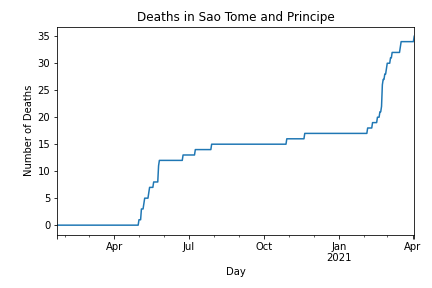 Deaths in Sao Tome and Principe
Number of Deaths
35
30
25
20
15
10
5
0
Apr
Jul
Oct
Jan
2021
Apr
Day